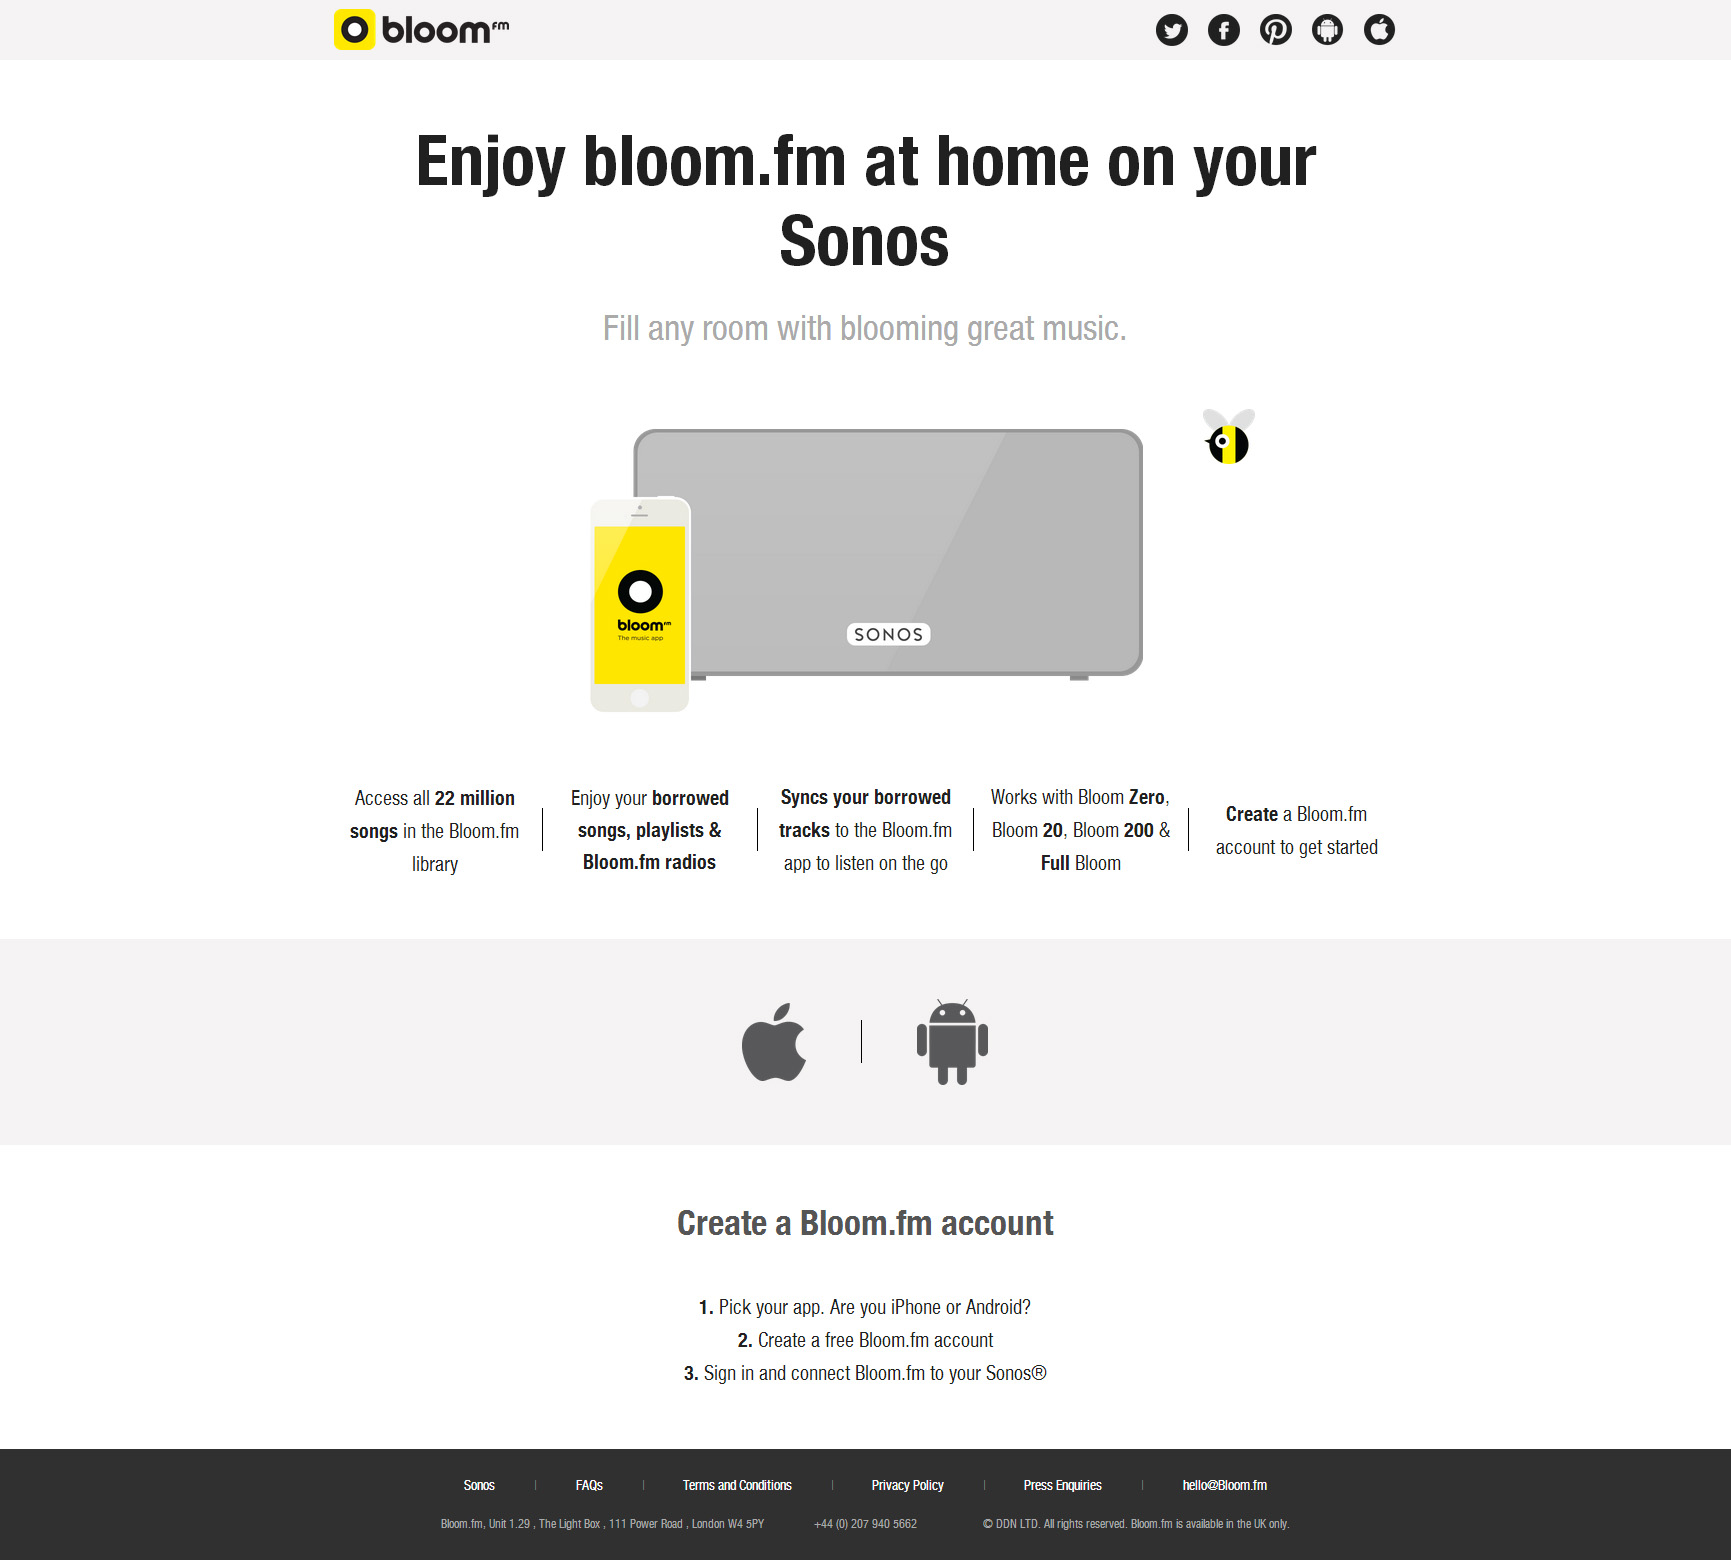 bloom fm
Enjoy bloom.fm at home on your
Sonos
Fill any room with blooming great music.
SONOS
bloom fm
The music app
Access all 22 million
songs in the Bloom.fm
library
Enjoy your borrowed
songs, playlists &
Bloom.fm radios
Syncs your borrowed
tracks to the Bloom.fm
app to listen on the go
Works with Bloom Zero,
Bloom 20, Bloom 200 &
Full Bloom
Create a Bloom.fm
account to get started
Create a Bloom.fm account
1. Pick your app. Are you iPhone or Android?
2. Create a free Bloom.fm account
3. Sign in and connect Bloom.fm to your Sonos®
Sonos | FAQs | Terms and Conditions | Privacy Policy | Press Enquiries | hello@Bloom.fm
Bloom.fm, Unit 1.29 , The Light Box , 111 Power Road , London W4 5PY +44 (0) 207 940 5662 © DDN LTD. All rights reserved. Bloom.fm is available in the UK only.